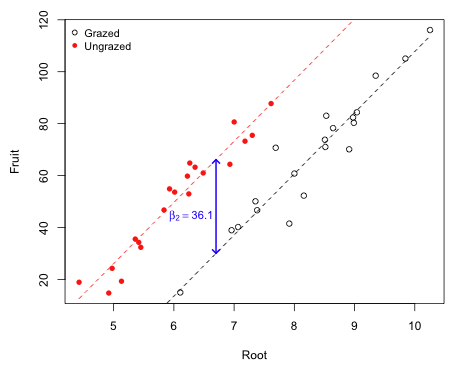 Grazed
Ungrazed
120
100
80
60
40
20
Fruit
β₂ = 36.1
5 6 7 8 9 10
Root